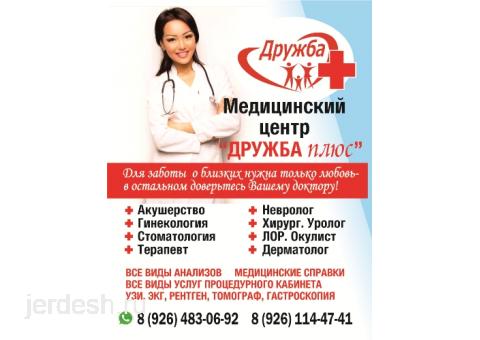 Дружба
Медицинский
центр
"ДРУЖБА плюс"
Для заботы о близких нужна только любовь-
в остальном доверьтесь Вашему доктору!
Акушерство
Гинекология
Стоматология
Терапевт
Невролог
Хирург. Уролог
ЛОР. Окулист
Дерматолог
ВСЕ ВИДЫ АНАЛИЗОВ МЕДИЦИНСКИЕ СПРАВКИ
ВСЕ ВИДЫ УСЛУГ ПРОЦЕДУРНОГО КАБИНЕТА
УЗИ. ЭКГ, РЕНТГЕН, ТОМОГРАФ, ГАСТРОСКОПИЯ
8 (926) 483-06-92 8 (926) 114-47-41
jerdesh.ru